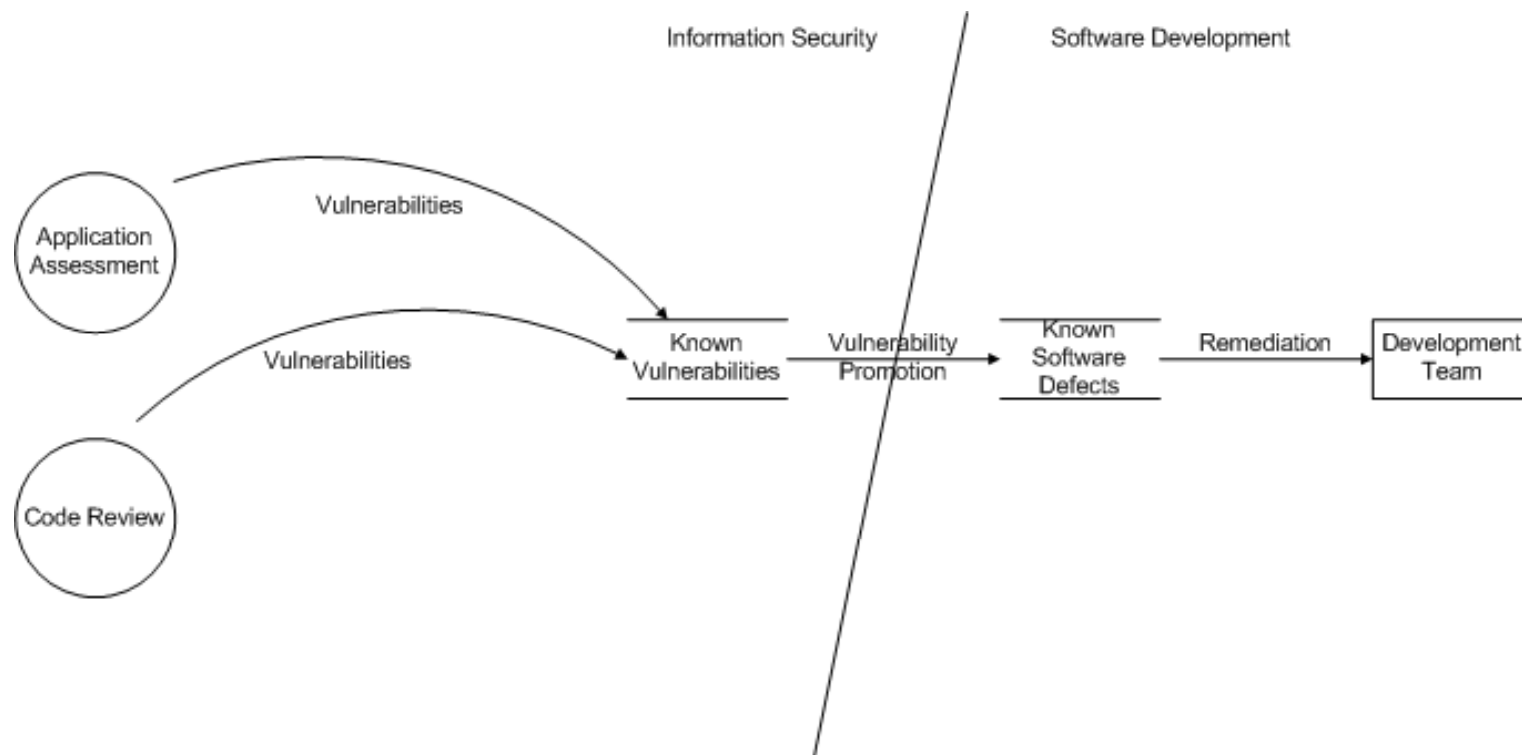 Information Security
Software Development
Vulnerabilities
Application
Assessment
Vulnerabilities
Known
Vulnerabilities
Vulnerability
Promotion
Known
Software
Defects
Remediation
Development
Team
Code Review